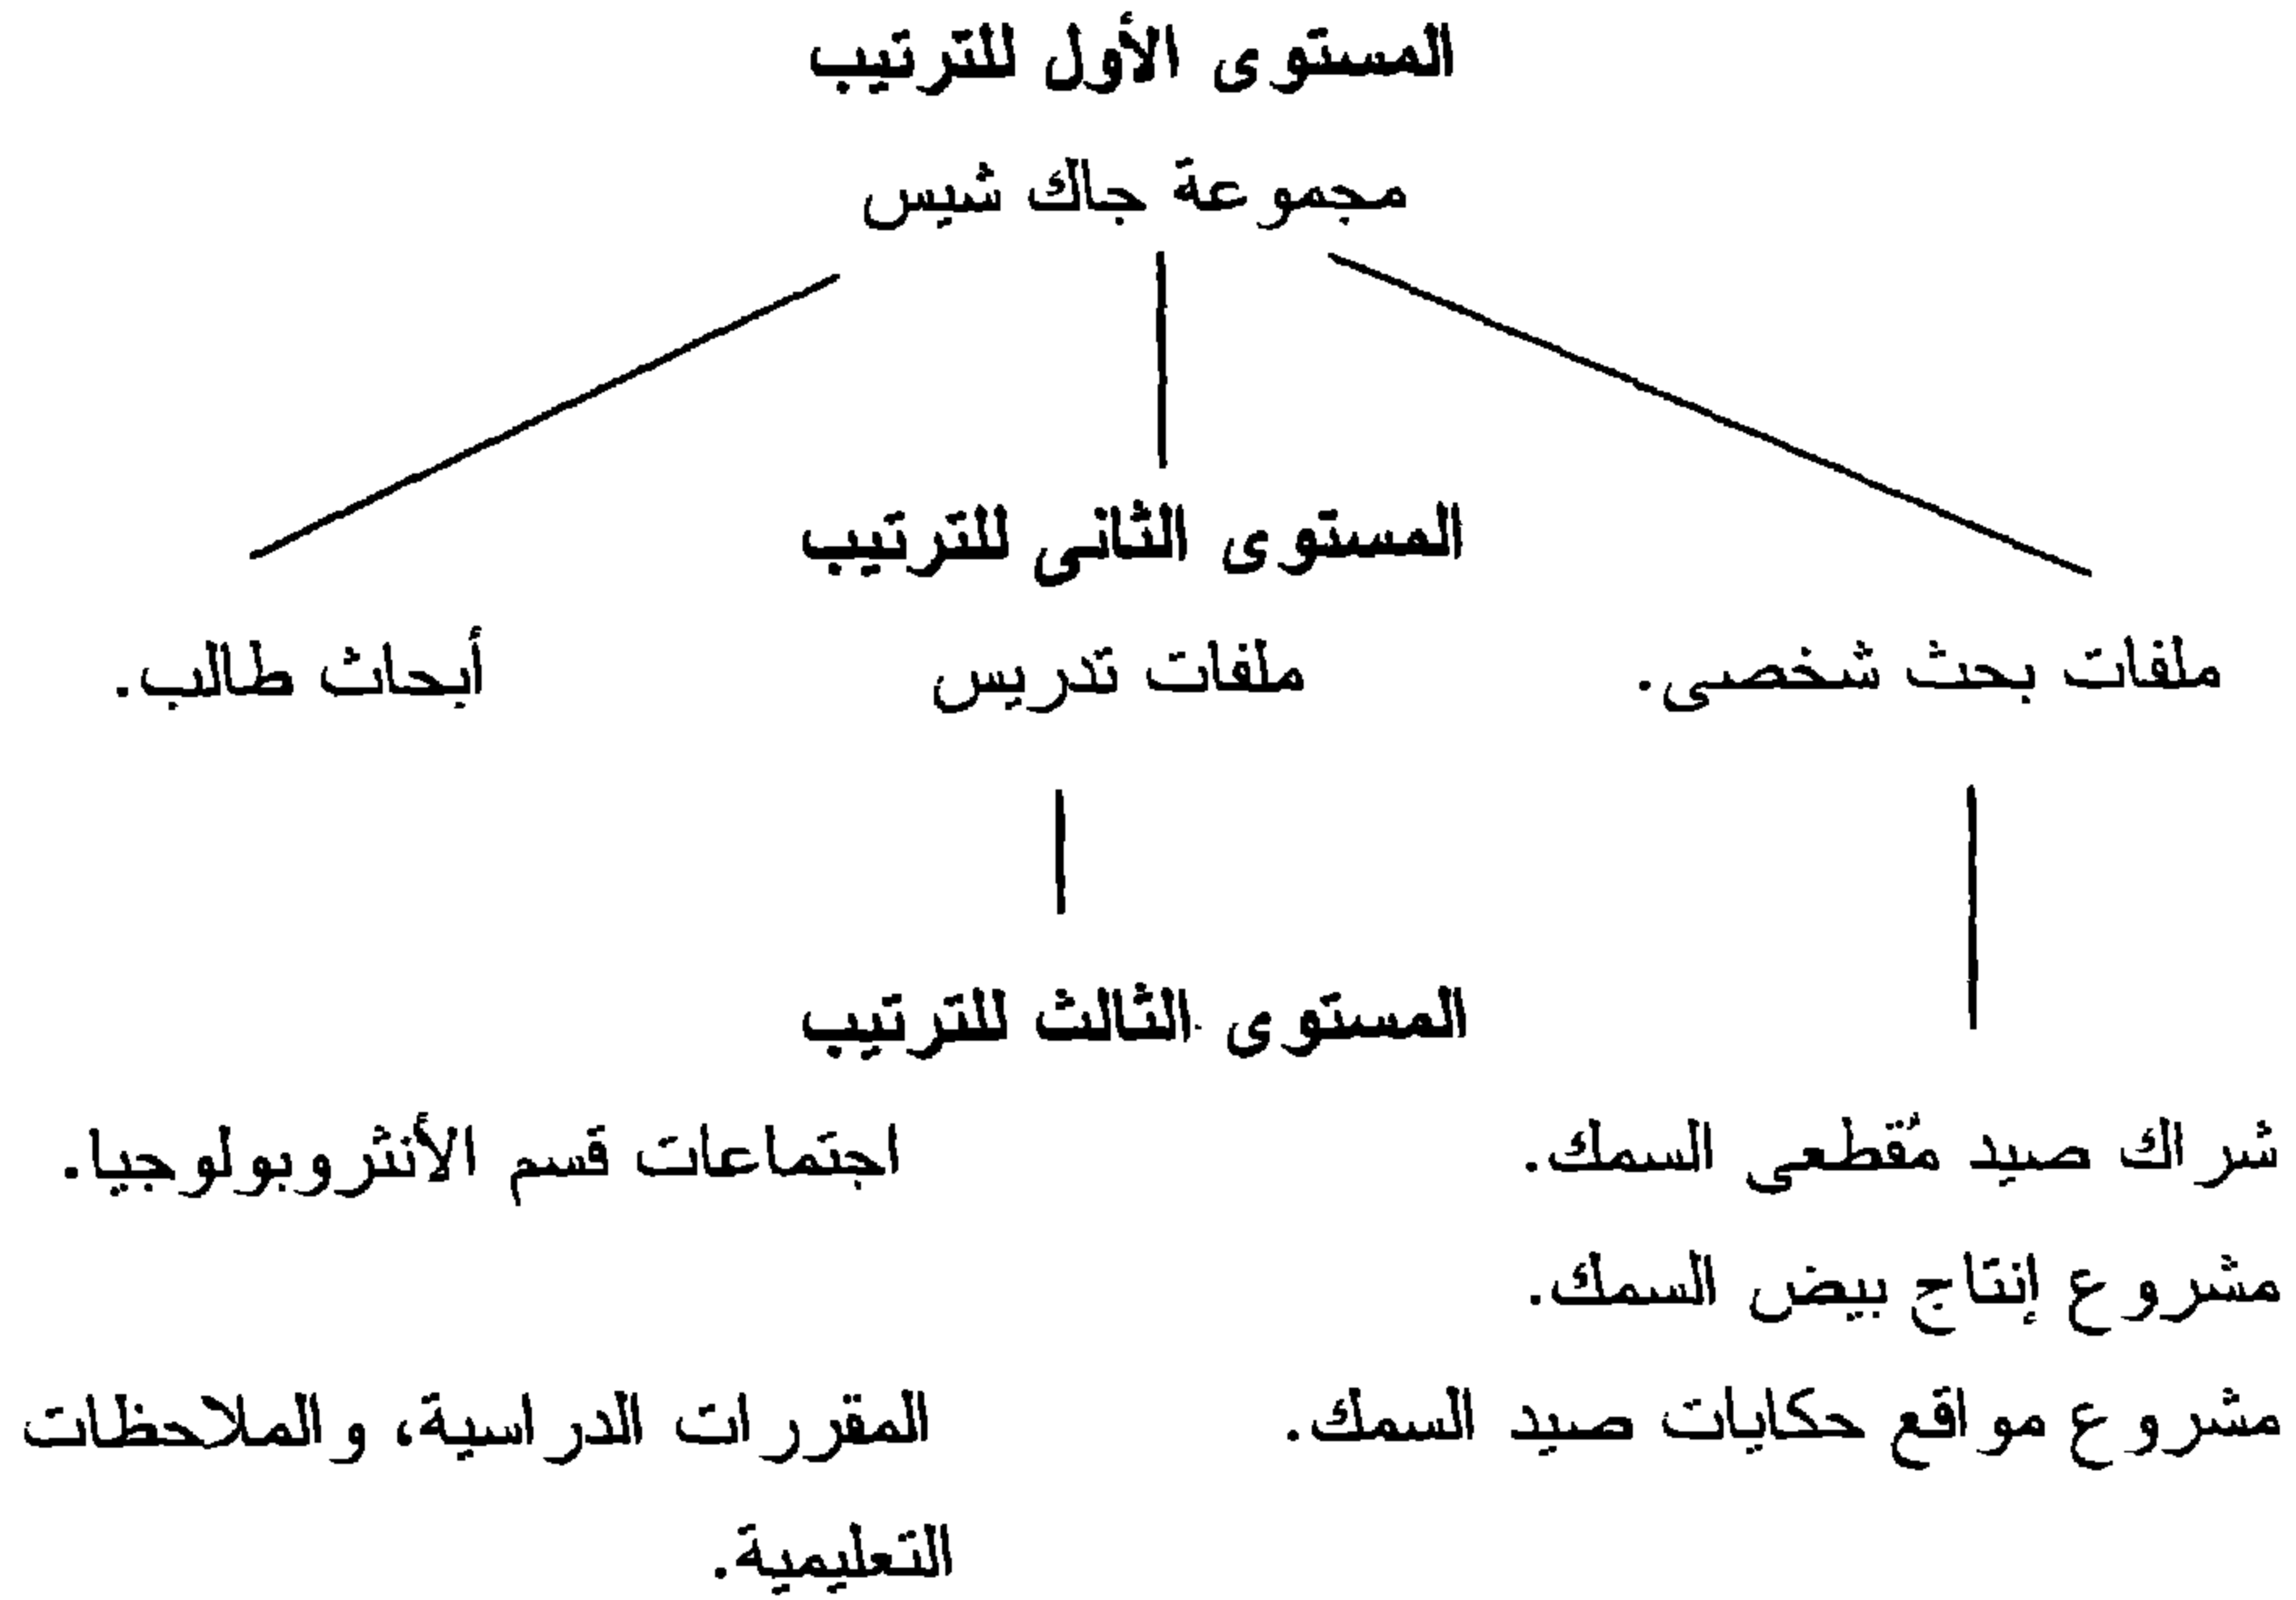 المستوى الأول للترتيب
مجموعة جاك شيس
المستوى الثانى للترتيب
ملفات بحث شخصى.
ملفات تدريس
أبحاث طالب.
المستوى الثالث للترتيب
شراك صيد مُقطعى السمك.
اجتماعات قسم الأنثروبولوجيا.
مشروع إنتاج بيض السمك.
مشروع مواقع حكايات صيد السمك.
المقررات الدراسية، والملاحظات
التعليمية.